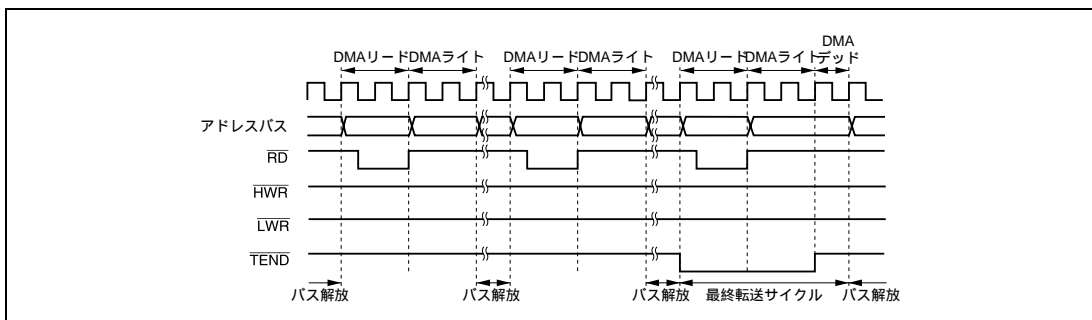 DMA
DMAリード DMAライト DMAリード DMAライト DMAリード DMAライト デッド
アドレスバス
RD
HWR
LWR
TEND
バス解放 バス解放 バス解放 最終転送サイクル バス解放